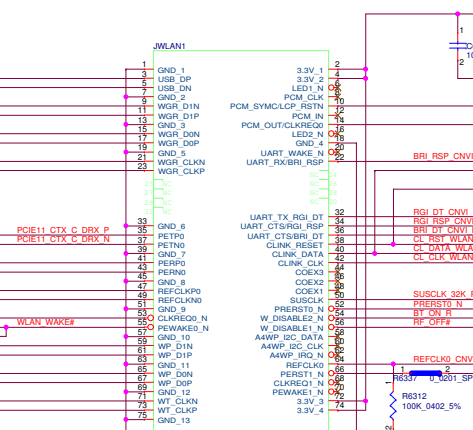 JWLAN1
1 GND_1 3.3V_1 2
3 USB_DP 3.3V_2 4
5 USB_DN LED1_N 6
7 GND_2 PCM_CLK 8
9 WGR_D1N PCM_SYNC/LCP_RSTN 10
11 WGR_D1P PCM_IN 12
13 GND_3 PCM_OUT/CLKREQ0 14
15 WGR_D0N LED2_N 16
17 WGR_D0P GND_4 18
19 GND_5 UART_WAKE_N 20
21 WGR_CLKN UART_RX/BRI_RSP 22 BRI_RSP_CNVI
23 WGR_CLKP
33 GND_6 UART_TX_RGI_DT 32 RGI_DT_CNVI
PCIE11_CTX_C_DRX_P 35 PETP0 UART_CTS/RGI_RSP 34 RGI_RSP_CNVI
PCIE11_CTX_C_DRX_N 37 PETN0 UART_CTS/BRI_DT 36 BRI_DT_CNVI
39 GND_7 CLINK_RESET 38 CL_RST_WLAN
41 PERP0 CLINK_DATA 40 CL_DATA_WLA
43 PERN0 CLINK_CLK 42 CL_CLK_WLAN
45 GND_8 COEX3 44
47 REFCLKP0 COEX2 46
49 REFCLKN0 COEX1 48
51 GND_9 SUSCLK 50 SUSCLK_32K_F
53 CLKREQ0_N PRERST0_N 52 PRERST0_N
WLAN_WAKE# 55 PEWAKE0_N W_DISABLE2_N 54 BT_ON_R
57 GND_10 W_DISABLE1_N 56 RF_OFF#
59 WP_D1N A4WP_I2C_DATA 58
61 WP_D1P A4WP_I2C_CLK 60
63 GND_11 A4WP_IRQ_N 62
65 WP_D0N REFCLK0 64 REFCLK0_CNV
67 WP_D0P PERST1_N 66
69 GND_12 CLKREQ1_N 68
71 WT_CLKN PEWAKE1_N 70
73 WT_CLKP 3.3V_3 72
75 GND_13 3.3V_4 74
R6337 1 2 0_0201_SP
R6312
100K_0402_5%
1
2